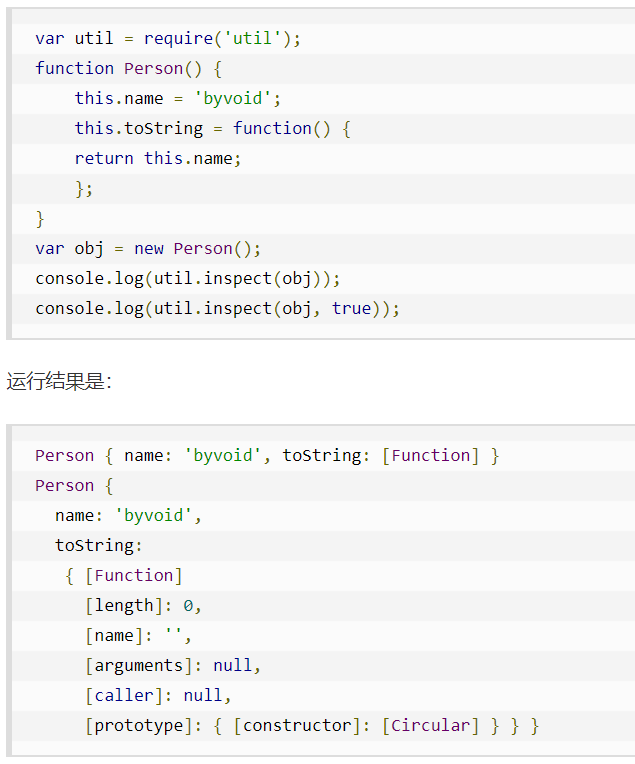 var util = require('util');
function Person() {
    this.name = 'byvoid';
    this.toString = function() {
    return this.name;
    };
}
var obj = new Person();
console.log(util.inspect(obj));
console.log(util.inspect(obj, true));
运行结果是：
Person { name: 'byvoid', toString: [Function] }
Person {
  name: 'byvoid',
  toString:
   { [Function]
     [length]: 0,
     [name]: '',
     [arguments]: null,
     [caller]: null,
     [prototype]: { [constructor]: [Circular] } } }